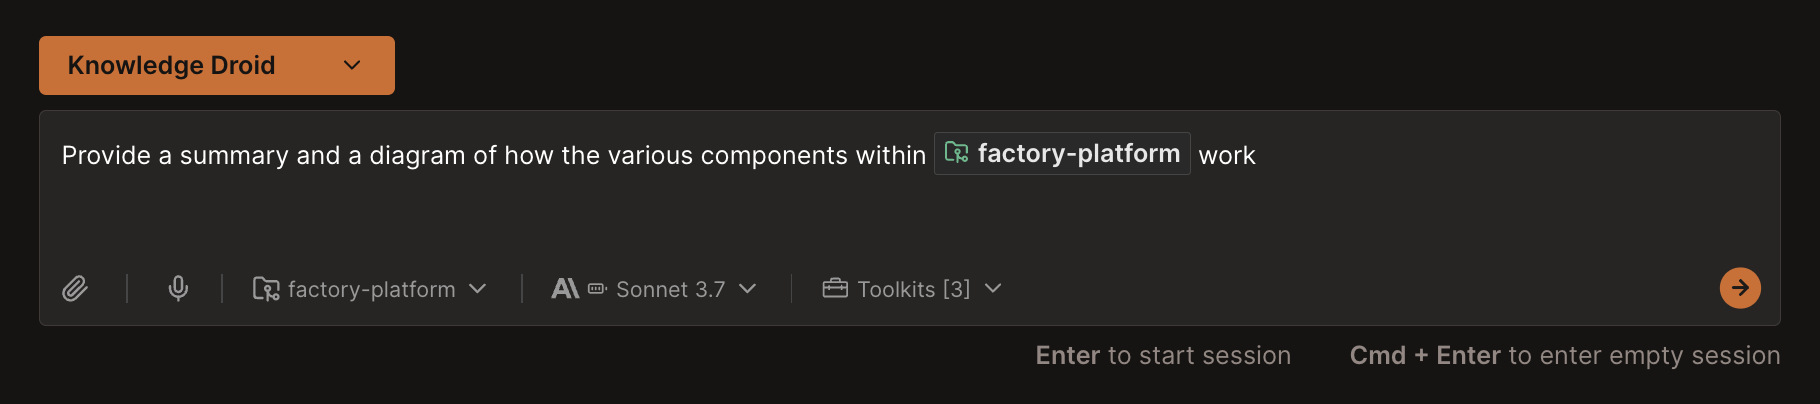 Knowledge Droid
Provide a summary and a diagram of how the various components within factory-platform work
factory-platform Sonnet 3.7 Toolkits [3]
Enter to start session Cmd + Enter to enter empty session